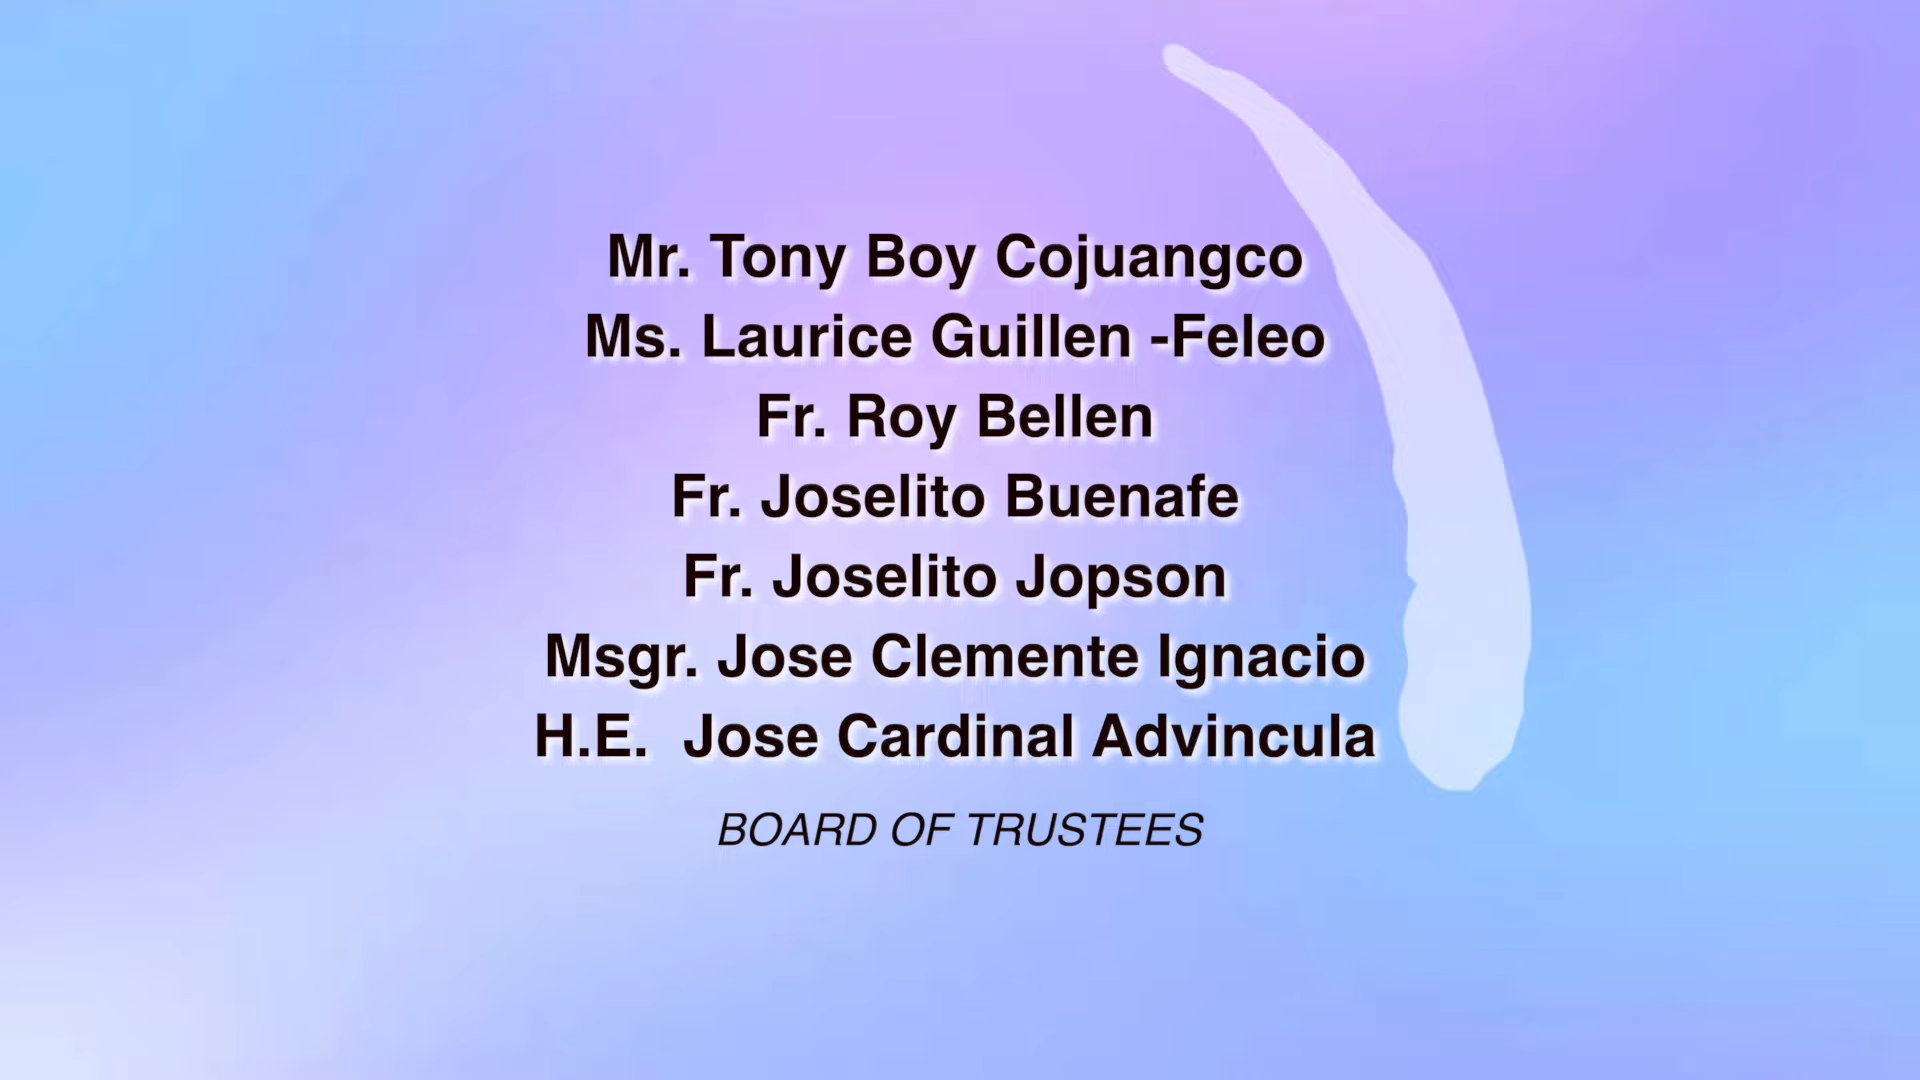 Mr. Tony Boy Cojuangco
Ms. Laurice Guillen -Feleo
Fr. Roy Bellen
Fr. Joselito Buenafe
Fr. Joselito Jopson
Msgr. Jose Clemente Ignacio
H.E.  Jose Cardinal Advincula
BOARD OF TRUSTEES